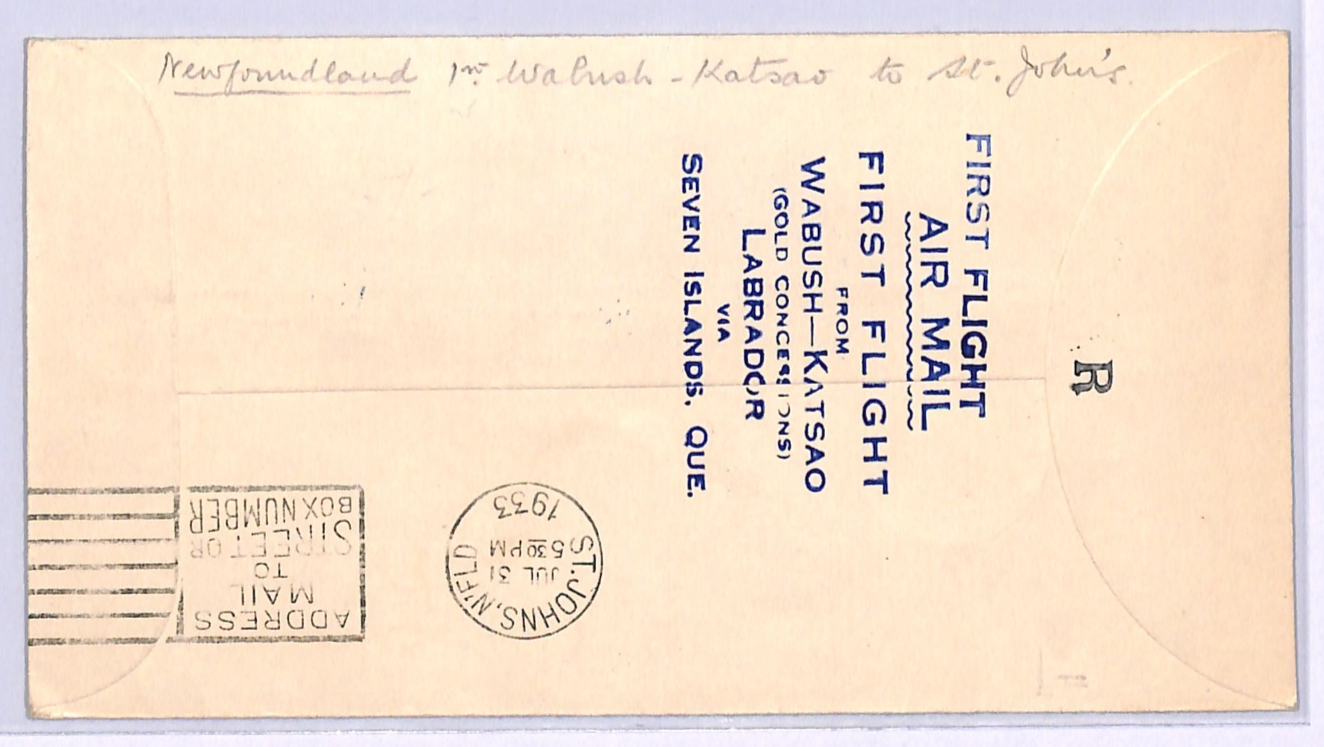 Newfoundland 1st Wabush - Katsao to St. John's.
FIRST FLIGHT
AIR MAIL
FIRST FLIGHT
FROM
WABUSH—KATSAO
(GOLD CONCESSIONS)
LABRADOR
VIA
SEVEN ISLANDS, QUE.
R
ST. JOHNS, N'FLD
JUL 31
5 30 PM
1933
ADDRESS
MAIL
TO
STREET OR
BOX NUMBER